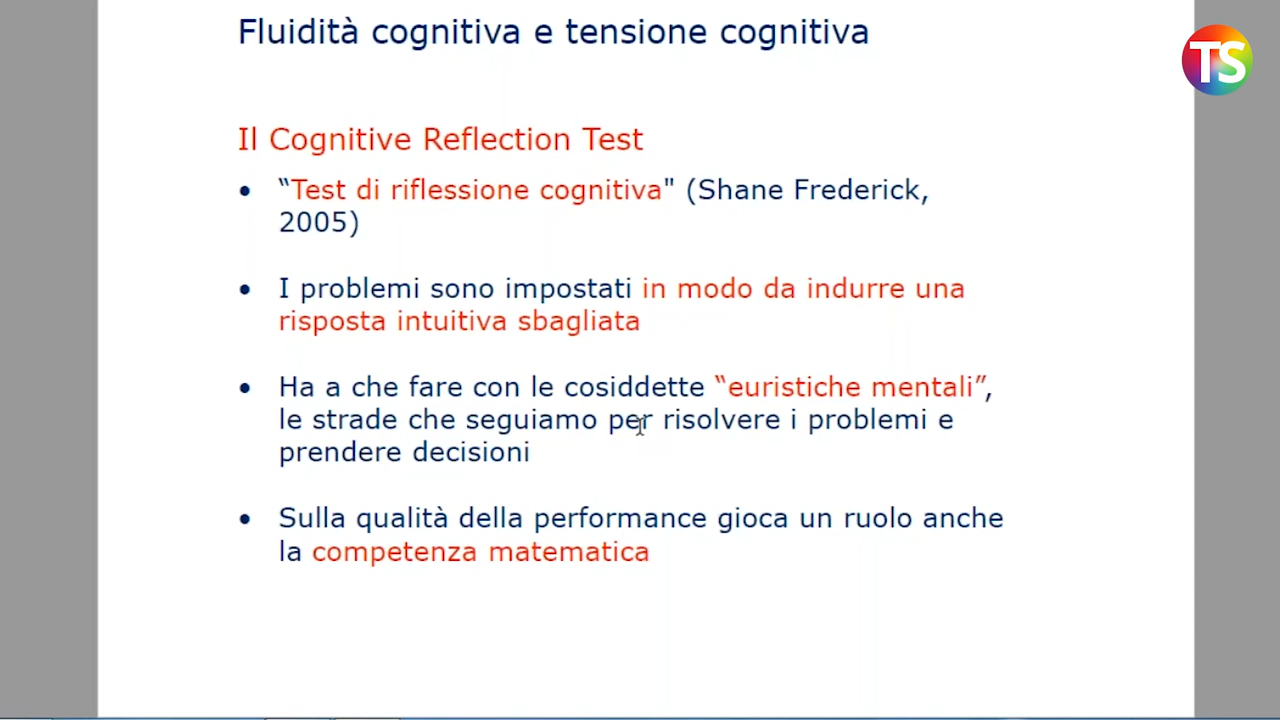 Fluidità cognitiva e tensione cognitiva
TS
Il Cognitive Reflection Test
• “Test di riflessione cognitiva" (Shane Frederick,
2005)
• I problemi sono impostati in modo da indurre una
risposta intuitiva sbagliata
• Ha a che fare con le cosiddette “euristiche mentali”,
le strade che seguiamo per risolvere i problemi e
prendere decisioni
• Sulla qualità della performance gioca un ruolo anche
la competenza matematica